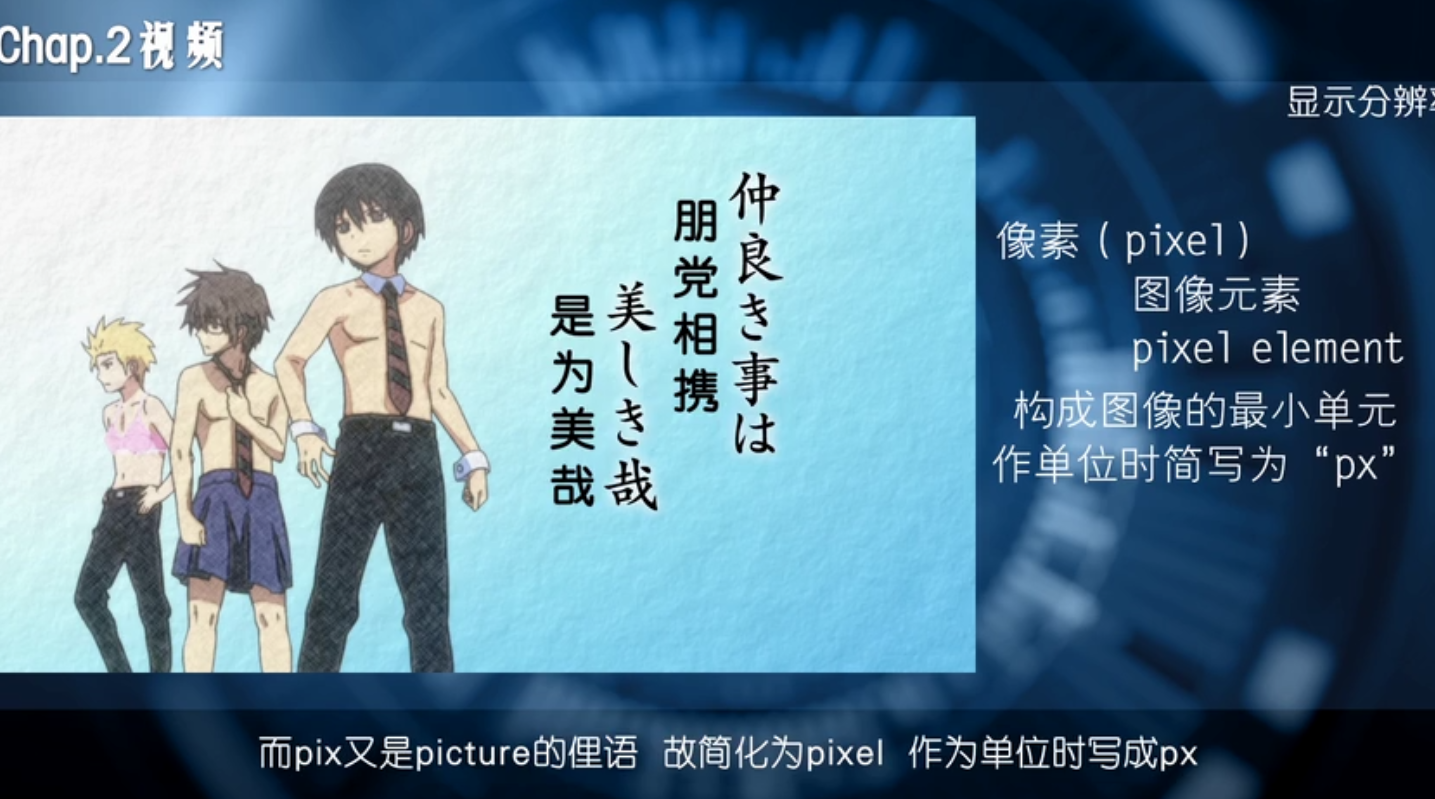 Chap.2视频
显示分辨率
仲良き事は
朋党相携
美しき哉
是为美哉
像素（pixel）
图像元素
pixel element
构成图像的最小单元
作单位时简写为“px”
而pix又是picture的俚语 故简化为pixel 作为单位时写成px